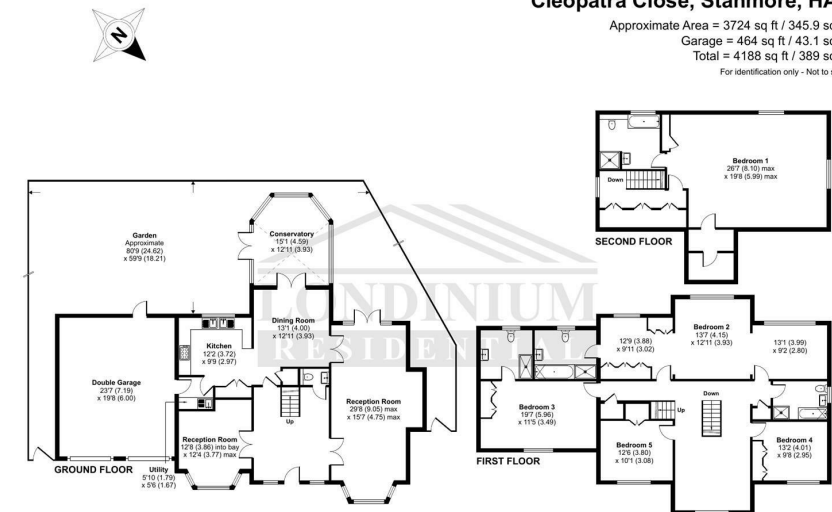 Cleopatra Close, Stanmore, HA
Approximate Area = 3724 sq ft / 345.9 sq
Garage = 464 sq ft / 43.1 sq
Total = 4188 sq ft / 389 sq
For identification only - Not to s
N
Bedroom 1
26'7 (8.10) max
x 19'8 (5.99) max
Down
SECOND FLOOR
Garden
Approximate
80'9 (24.62)
x 59'9 (18.21)
Conservatory
15'1 (4.59)
x 12'11 (3.93)
LONDINIUM
RESIDENTIAL
Dining Room
13'1 (4.00)
x 12'11 (3.93)
Kitchen
12'2 (3.72)
x 9'9 (2.97)
Double Garage
23'7 (7.19)
x 19'8 (6.00)
Reception Room
29'8 (9.05) max
x 15'7 (4.75) max
Reception Room
12'8 (3.86) into bay
x 12'4 (3.77) max
Up
GROUND FLOOR
Utility
5'10 (1.79)
x 5'6 (1.67)
Bedroom 2
13'7 (4.15)
x 12'11 (3.93)
12'9 (3.88)
x 9'11 (3.02)
13'1 (3.99)
x 9'2 (2.80)
Bedroom 3
19'7 (5.96)
x 11'5 (3.49)
Down
Up
Bedroom 5
12'6 (3.80)
x 10'1 (3.08)
Bedroom 4
13'2 (4.01)
x 9'8 (2.95)
FIRST FLOOR